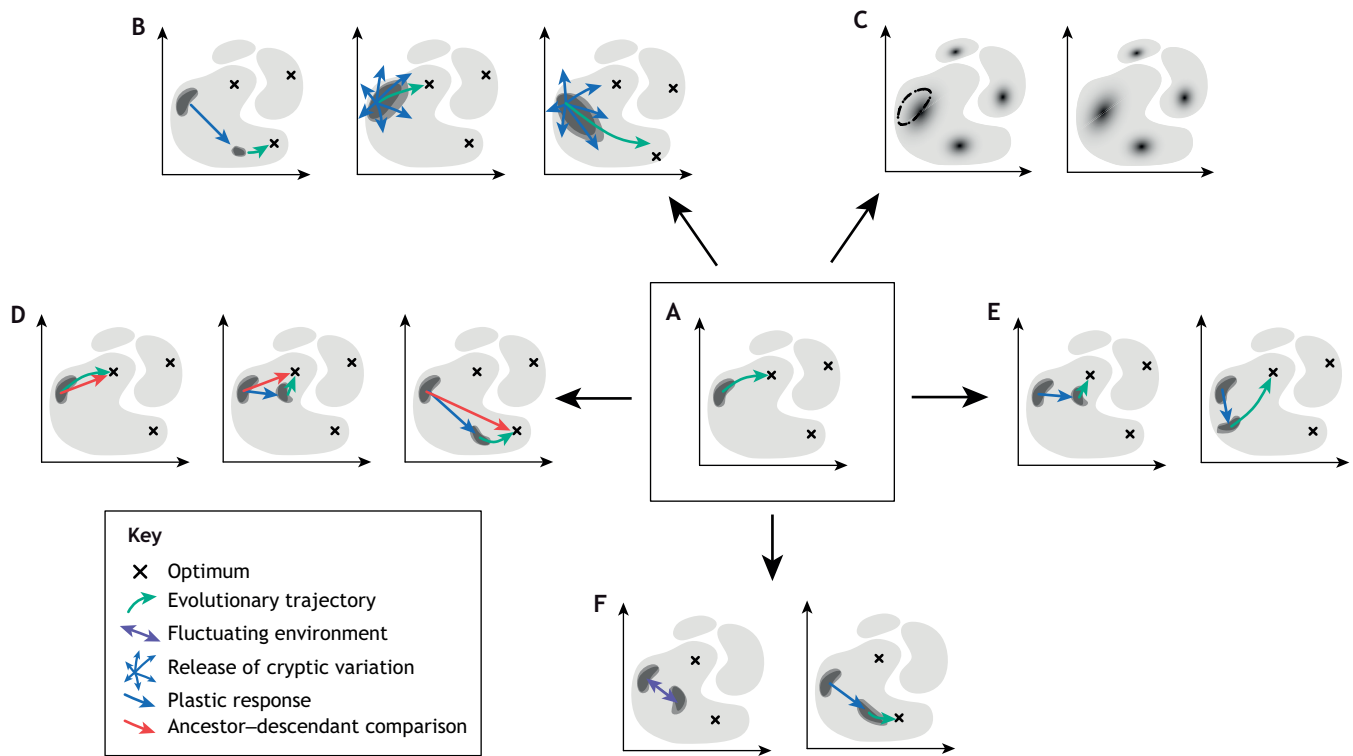 B
C
D
A
E
Key
Optimum
Evolutionary trajectory
Fluctuating environment
Release of cryptic variation
Plastic response
Ancestor–descendant comparison
F